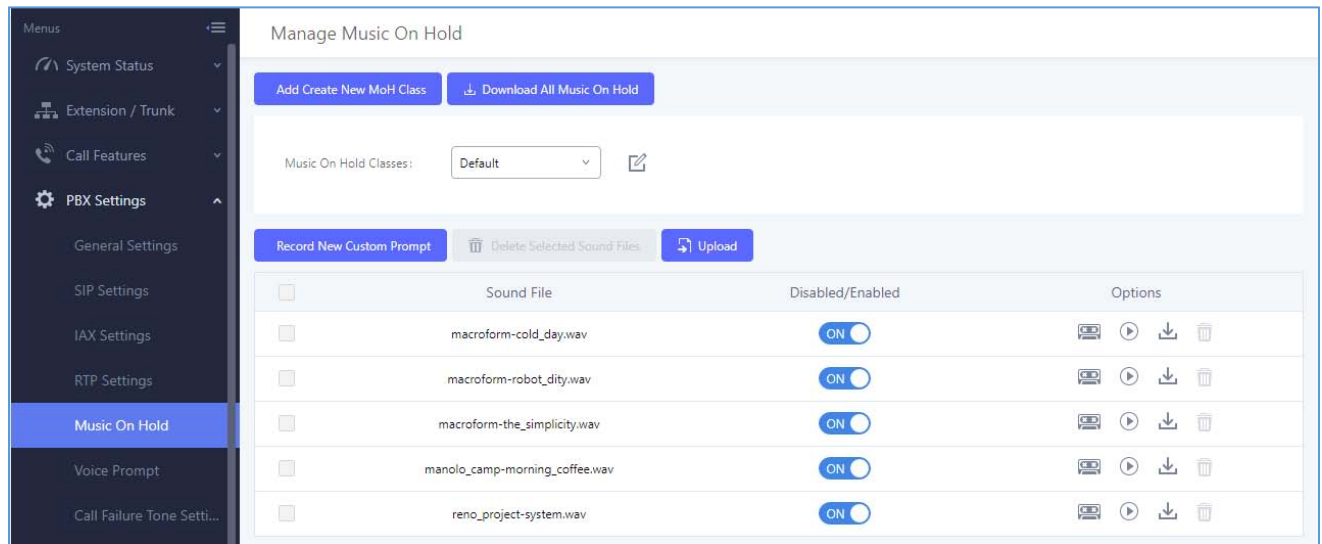 Menus
System Status
Extension / Trunk
Call Features
PBX Settings
General Settings
SIP Settings
IAX Settings
RTP Settings
Music On Hold
Voice Prompt
Call Failure Tone Setti...
Manage Music On Hold
Add Create New MoH Class
Download All Music On Hold
Music On Hold Classes:
Default
Record New Custom Prompt
Delete Selected Sound Files
Upload
Sound File Disabled/Enabled Options
macroform-cold_day.wav ON
macroform-robot_dity.wav ON
macroform-the_simplicity.wav ON
manolo_camp-morning_coffee.wav ON
reno_project-system.wav ON